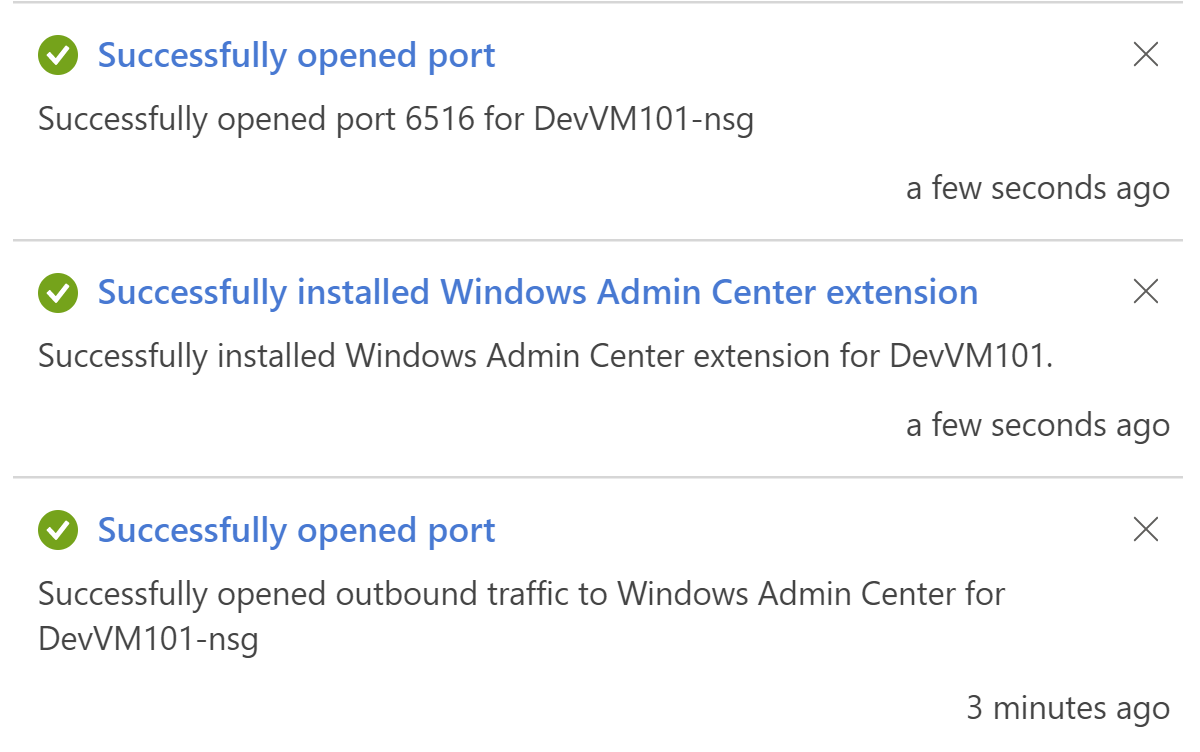 Successfully opened port
Successfully opened port 6516 for DevVM101-nsg
a few seconds ago
Successfully installed Windows Admin Center extension
Successfully installed Windows Admin Center extension for DevVM101.
a few seconds ago
Successfully opened port
Successfully opened outbound traffic to Windows Admin Center for
DevVM101-nsg
3 minutes ago